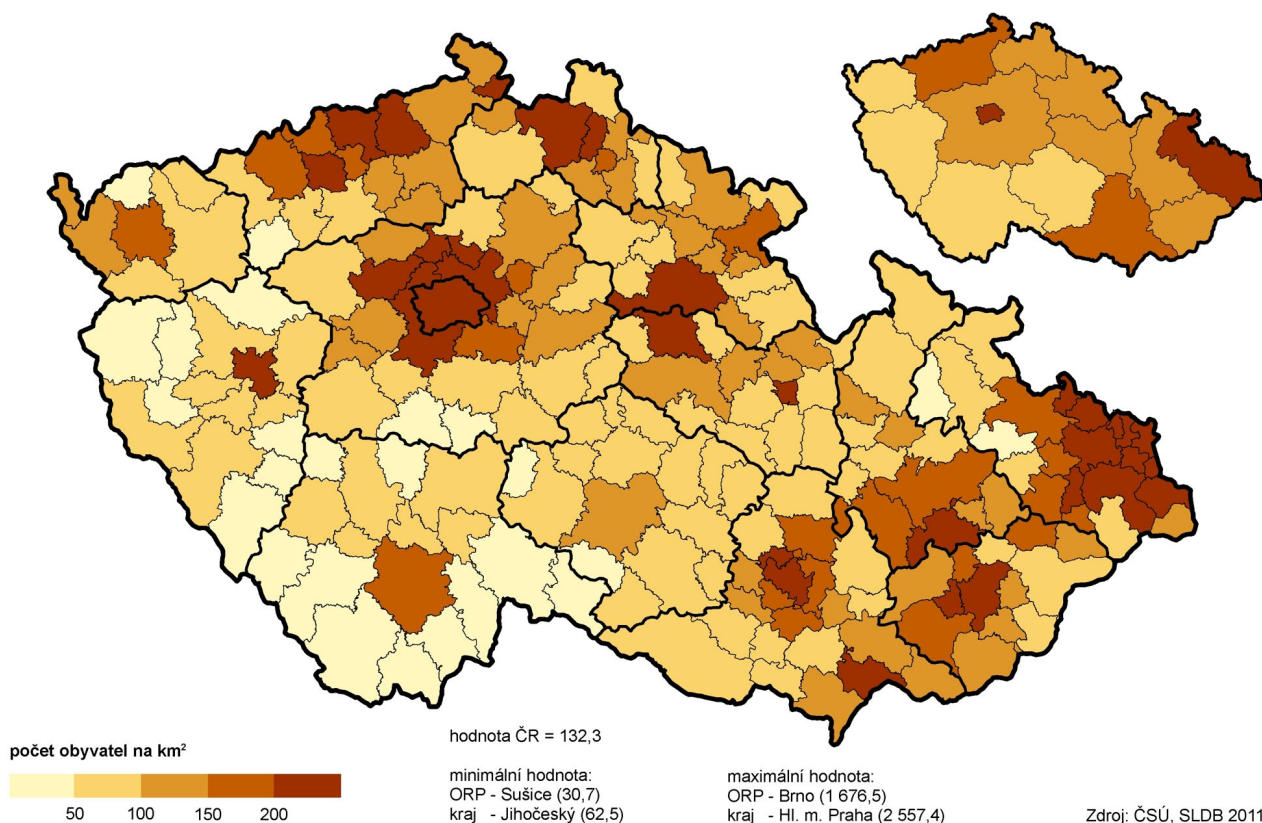 počet obyvatel na km²
50 100 150 200
hodnota ČR = 132,3
minimální hodnota:
ORP - Sušice (30,7)
kraj - Jihočeský (62,5)
maximální hodnota:
ORP - Brno (1 676,5)
kraj - Hl. m. Praha (2 557,4)
Zdroj: ČSÚ, SLDB 2011